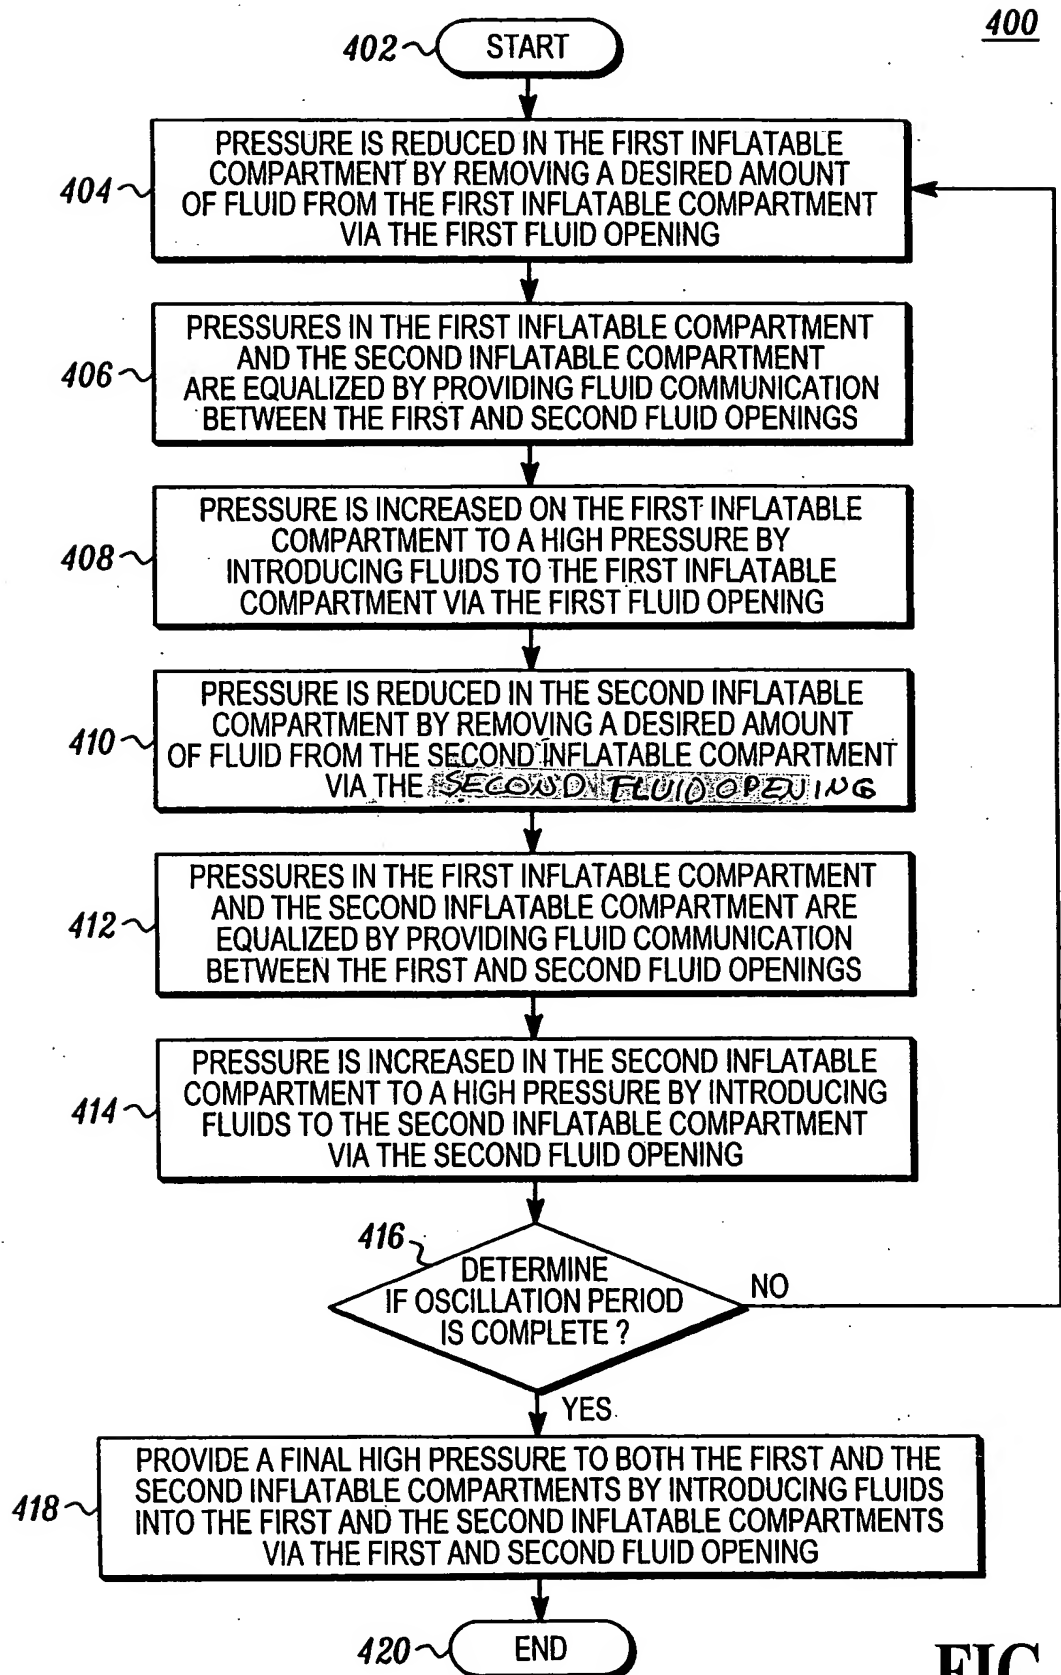 400
402 START
PRESSURE IS REDUCED IN THE FIRST INFLATABLE
COMPARTMENT BY REMOVING A DESIRED AMOUNT
404 OF FLUID FROM THE FIRST INFLATABLE COMPARTMENT
VIA THE FIRST FLUID OPENING
PRESSURES IN THE FIRST INFLATABLE COMPARTMENT
AND THE SECOND INFLATABLE COMPARTMENT
406 ARE EQUALIZED BY PROVIDING FLUID COMMUNICATION
BETWEEN THE FIRST AND SECOND FLUID OPENINGS
PRESSURE IS INCREASED ON THE FIRST INFLATABLE
COMPARTMENT TO A HIGH PRESSURE BY
408 INTRODUCING FLUIDS TO THE FIRST INFLATABLE
COMPARTMENT VIA THE FIRST FLUID OPENING
PRESSURE IS REDUCED IN THE SECOND INFLATABLE
COMPARTMENT BY REMOVING A DESIRED AMOUNT
410 OF FLUID FROM THE SECOND INFLATABLE COMPARTMENT
VIA THE SECOND FLUID OPENING
PRESSURES IN THE FIRST INFLATABLE COMPARTMENT
AND THE SECOND INFLATABLE COMPARTMENT ARE
412 EQUALIZED BY PROVIDING FLUID COMMUNICATION
BETWEEN THE FIRST AND SECOND FLUID OPENINGS
PRESSURE IS INCREASED IN THE SECOND INFLATABLE
COMPARTMENT TO A HIGH PRESSURE BY INTRODUCING
414 FLUIDS TO THE SECOND INFLATABLE COMPARTMENT
VIA THE SECOND FLUID OPENING
416
DETERMINE
IF OSCILLATION PERIOD
IS COMPLETE ?
NO
YES
PROVIDE A FINAL HIGH PRESSURE TO BOTH THE FIRST AND THE
SECOND INFLATABLE COMPARTMENTS BY INTRODUCING FLUIDS
418 INTO THE FIRST AND THE SECOND INFLATABLE COMPARTMENTS
VIA THE FIRST AND SECOND FLUID OPENING
420 END
FIG